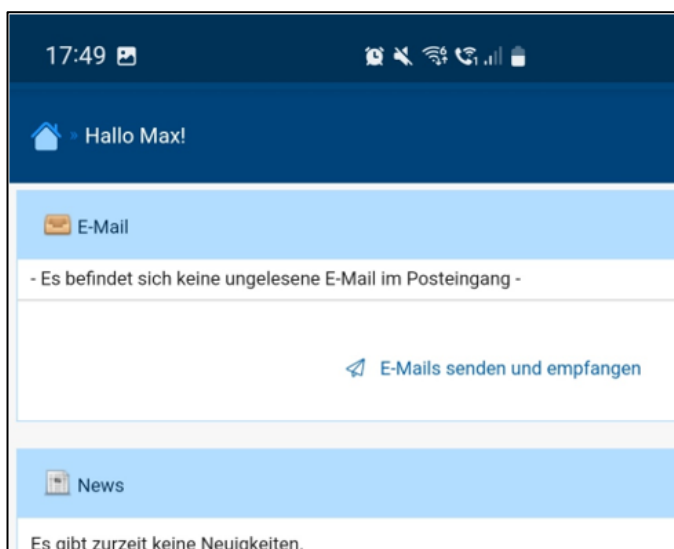 17:49
» Hallo Max!
E-Mail
- Es befindet sich keine ungelesene E-Mail im Posteingang -
E-Mails senden und empfangen
News
Es gibt zurzeit keine Neuigkeiten.